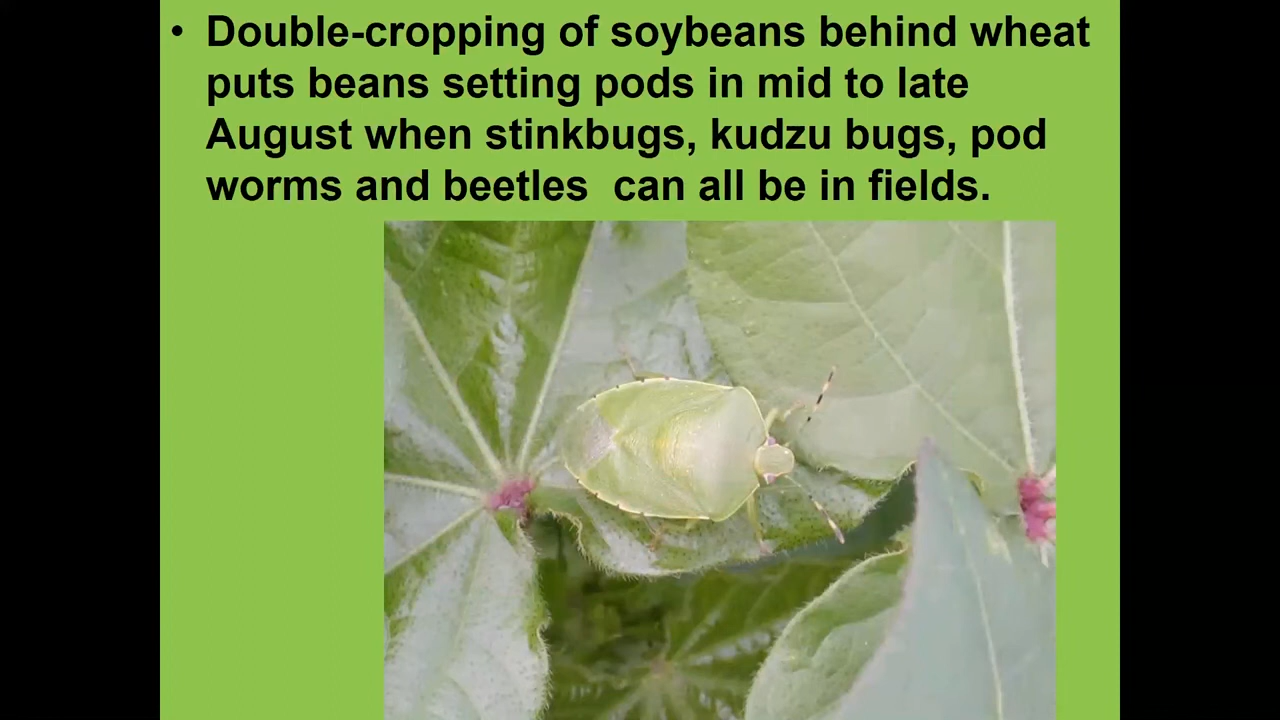 • Double-cropping of soybeans behind wheat
puts beans setting pods in mid to late
August when stinkbugs, kudzu bugs, pod
worms and beetles  can all be in fields.